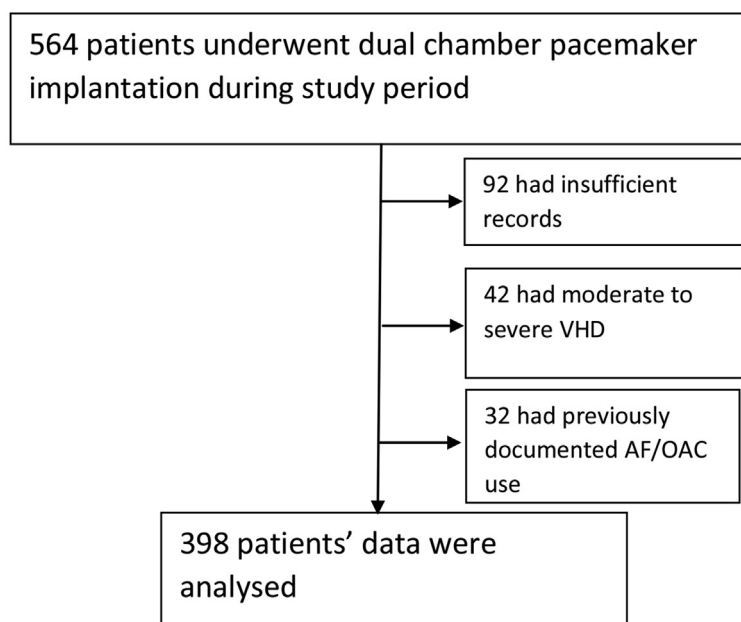 564 patients underwent dual chamber pacemaker
implantation during study period
92 had insufficient
records
42 had moderate to
severe VHD
32 had previously
documented AF/OAC
use
398 patients’ data were
analysed